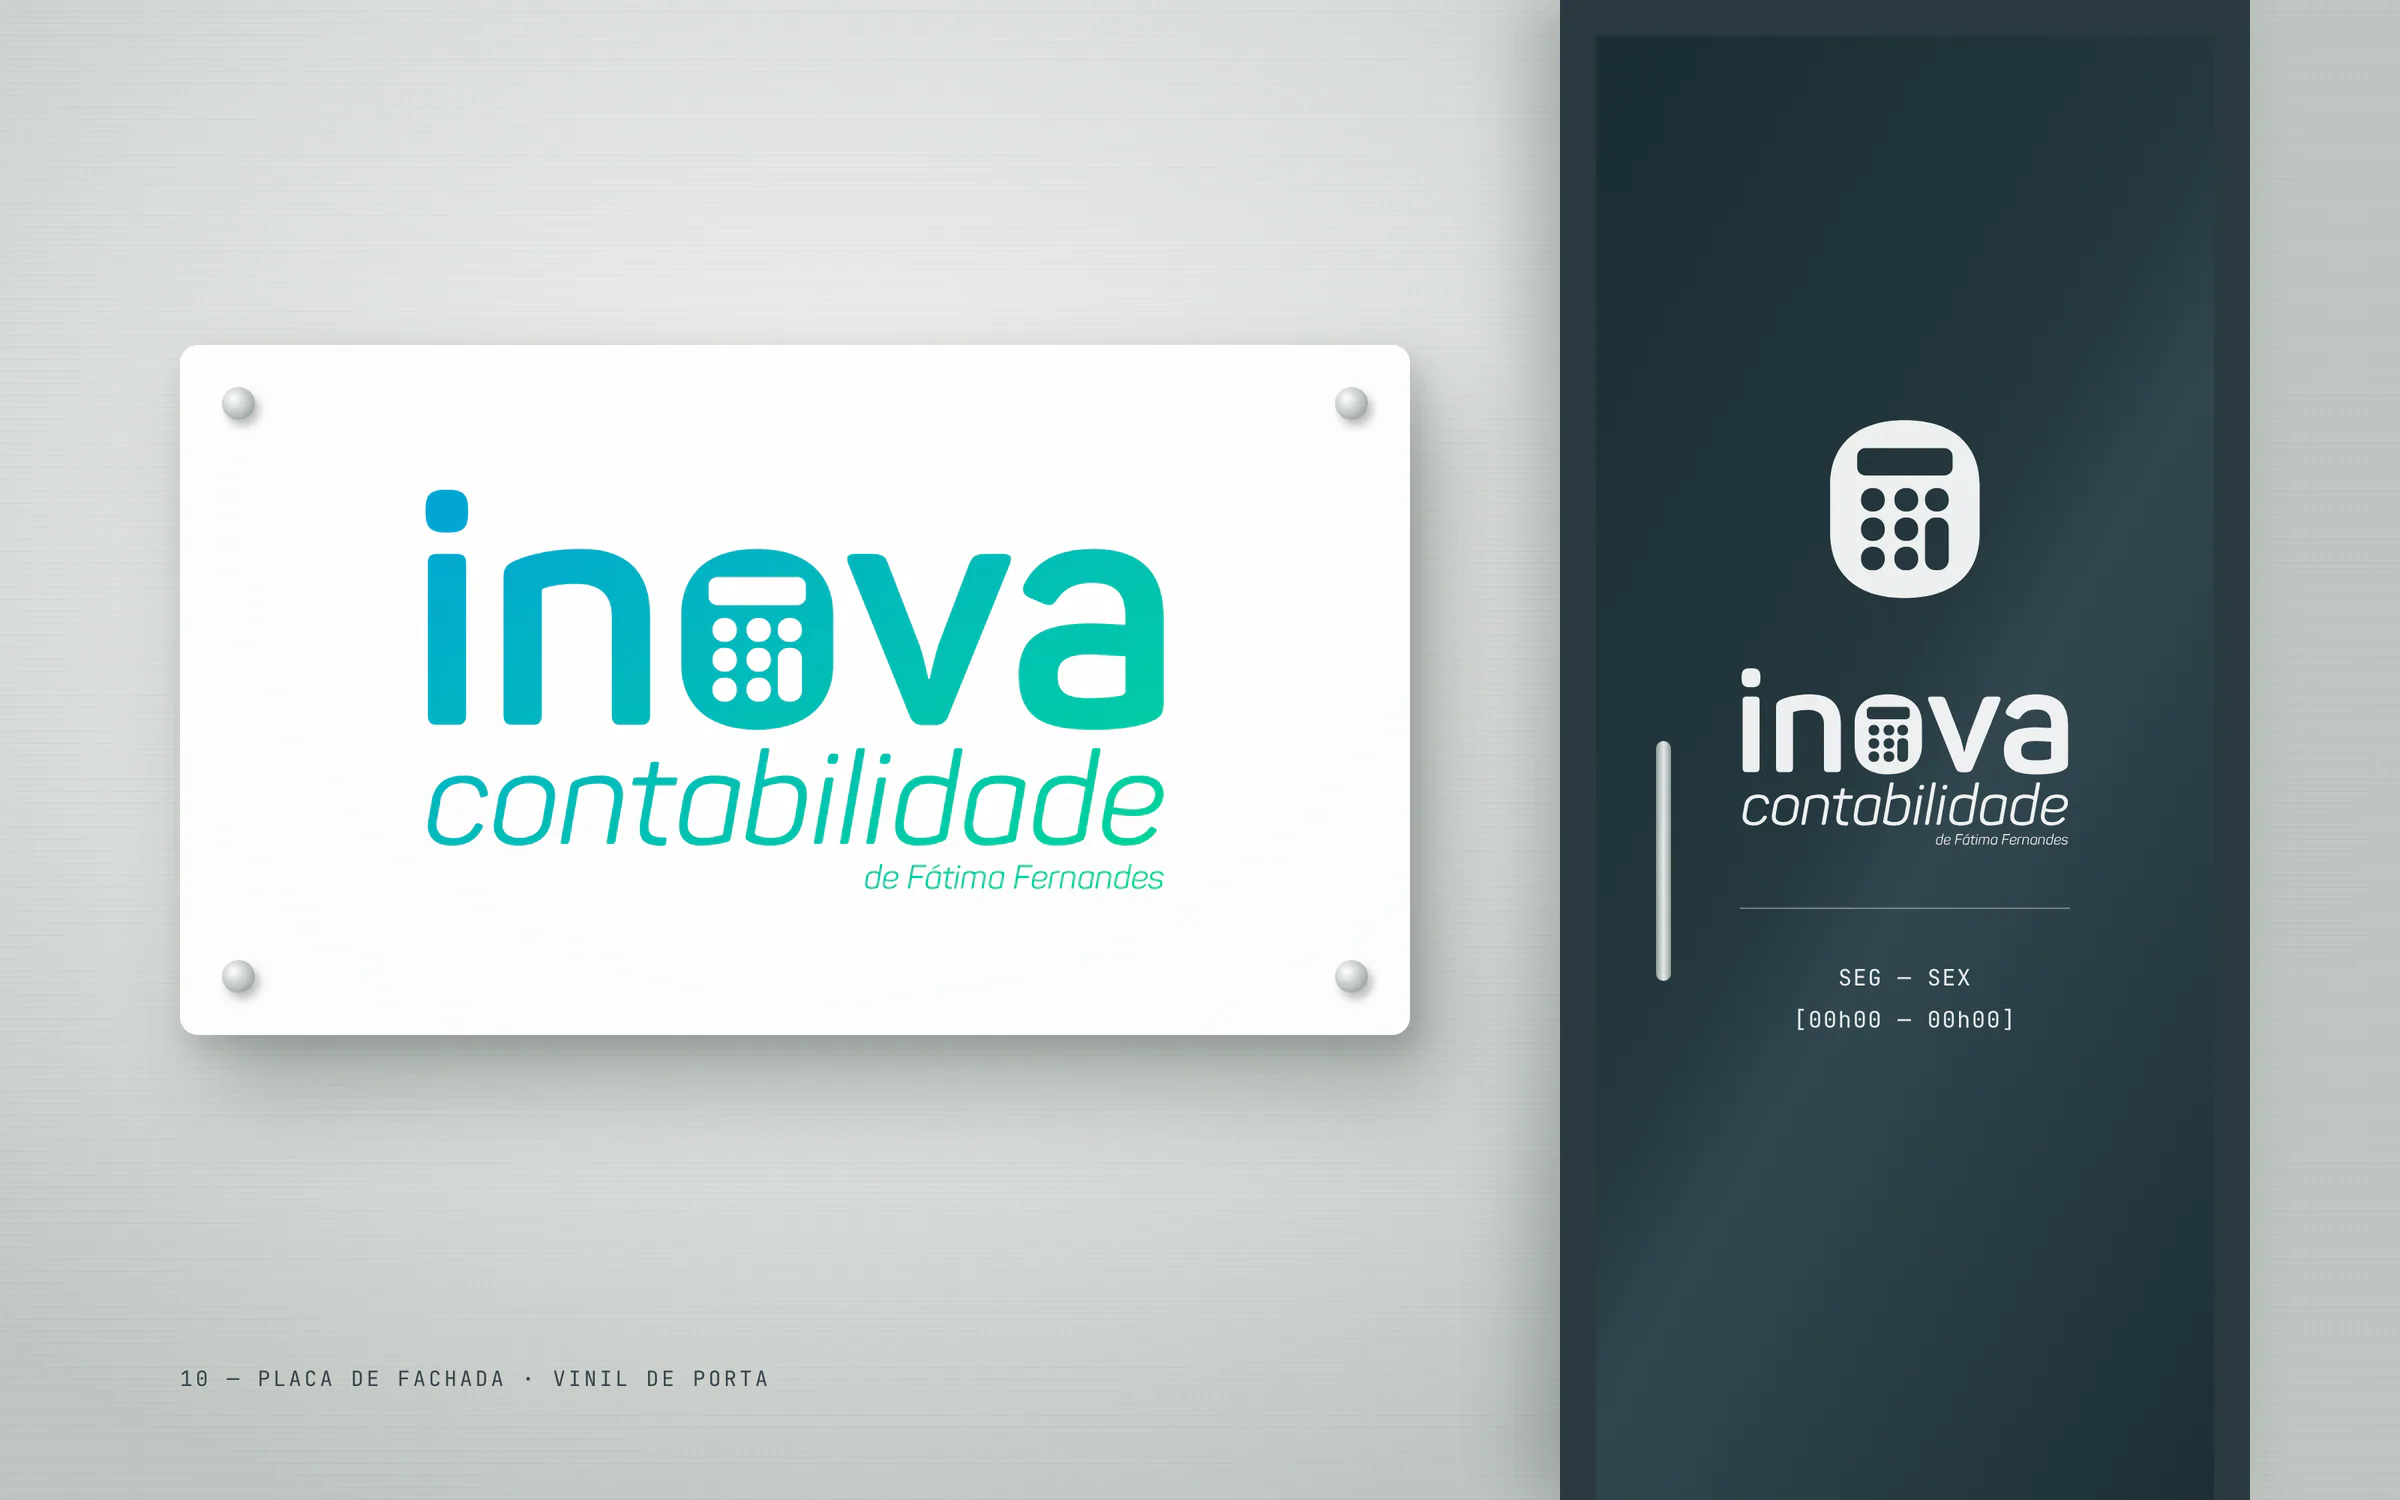 inova
contabilidade
de Fátima Fernandes
inova
contabilidade
de Fátima Fernandes
SEG — SEX
[00h00 — 00h00]
10 — PLACA DE FACHADA · VINIL DE PORTA